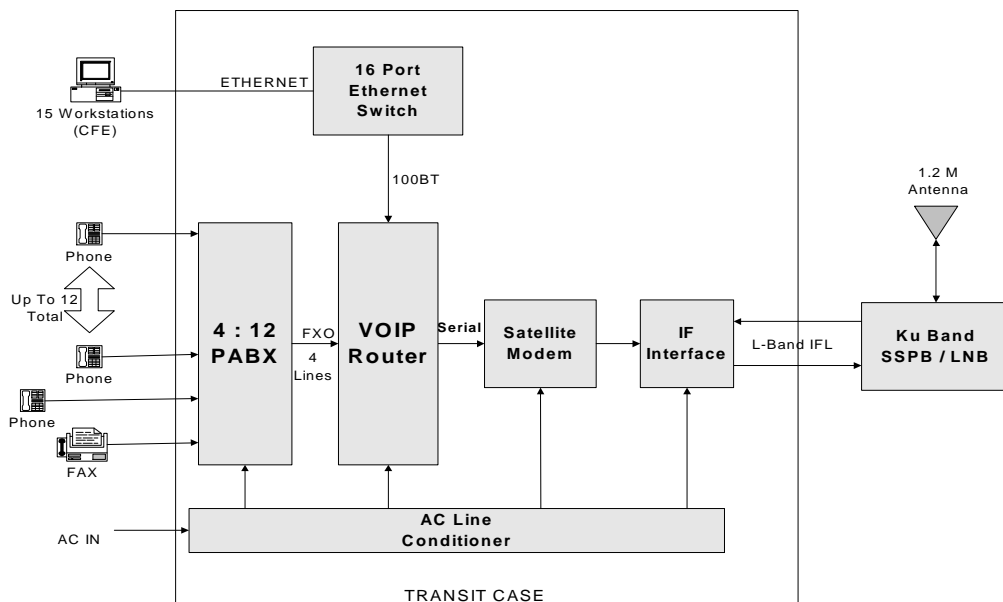 16 Port
Ethernet
Switch
ETHERNET
15 Workstations
(CFE)
100BT
1.2 M
Antenna
Phone
Up To 12
Total
4 : 12
PABX
FXO
4
Lines
VOIP
Router
Serial
Satellite
Modem
IF
Interface
L-Band IFL
Ku Band
SSPB / LNB
Phone
Phone
FAX
AC IN
AC Line
Conditioner
TRANSIT CASE